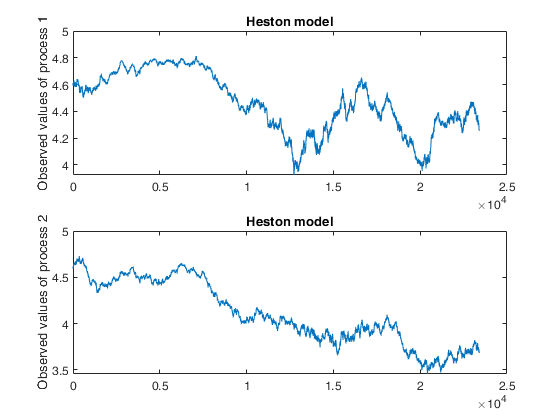 Heston model
Observed values of process 1
5
4.8
4.6
4.4
4.2
4
0 0.5 1 1.5 2 2.5
×10^4
Heston model
Observed values of process 2
5
4.5
4
3.5
0 0.5 1 1.5 2 2.5
×10^4